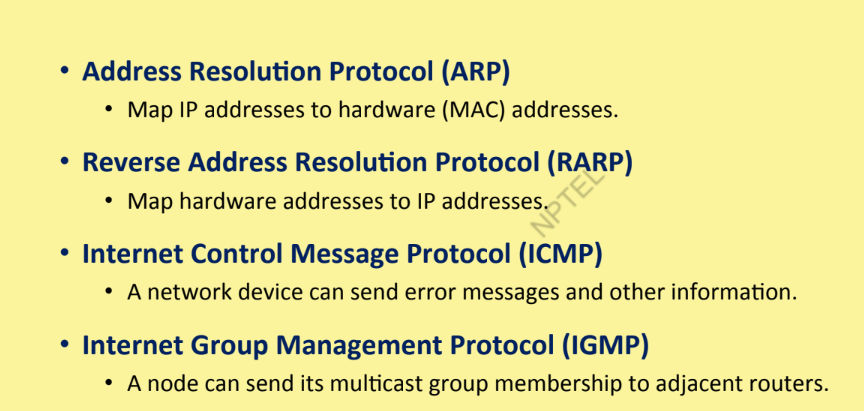 • Address Resolution Protocol (ARP)
• Map IP addresses to hardware (MAC) addresses.
• Reverse Address Resolution Protocol (RARP)
• Map hardware addresses to IP addresses.
NPTEL
• Internet Control Message Protocol (ICMP)
• A network device can send error messages and other information.
• Internet Group Management Protocol (IGMP)
• A node can send its multicast group membership to adjacent routers.